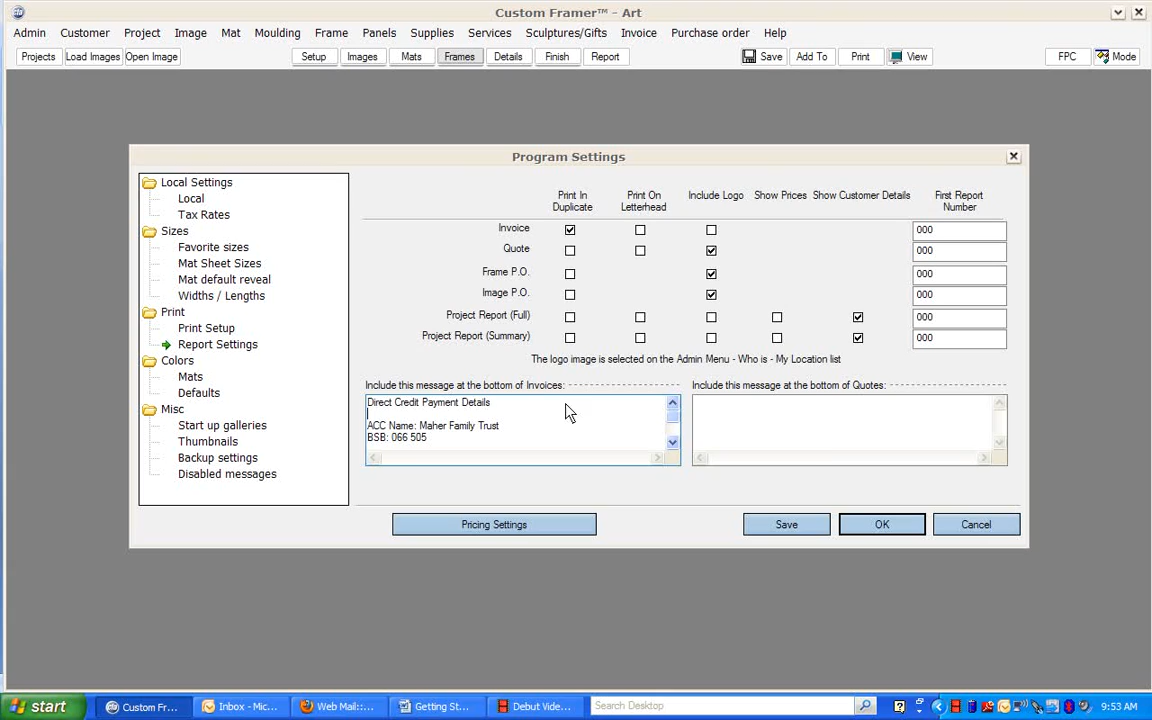 Custom Framer™ - Art
Admin Customer Project Image Mat Moulding Frame Panels Supplies Services Sculptures/Gifts Invoice Purchase order Help
Projects Load Images Open Image Setup Images Mats Frames Details Finish Report Save Add To Print View FPC Mode
Program Settings
Local Settings
Local
Tax Rates
Sizes
Favorite sizes
Mat Sheet Sizes
Mat default reveal
Widths / Lengths
Print
Print Setup
Report Settings
Colors
Mats
Defaults
Misc
Start up galleries
Thumbnails
Backup settings
Disabled messages
Print In Duplicate
Print On Letterhead
Include Logo
Show Prices
Show Customer Details
First Report Number
Invoice 000
Quote 000
Frame P.O. 000
Image P.O. 000
Project Report (Full) 000
Project Report (Summary) 000
The logo image is selected on the Admin Menu - Who is - My Location list
Include this message at the bottom of Invoices:
Direct Credit Payment Details
ACC Name: Maher Family Trust
BSB: 066 505
Include this message at the bottom of Quotes:
Pricing Settings Save OK Cancel
start Custom Fr... Inbox - Mic... Web Mail::... Getting St... Debut Vide... Search Desktop 9:53 AM